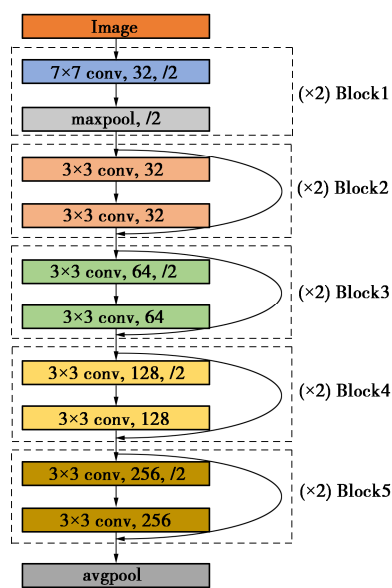 Image
7×7 conv, 32, /2
maxpool, /2
(×2) Block1
3×3 conv, 32
3×3 conv, 32
(×2) Block2
3×3 conv, 64, /2
3×3 conv, 64
(×2) Block3
3×3 conv, 128, /2
3×3 conv, 128
(×2) Block4
3×3 conv, 256, /2
3×3 conv, 256
(×2) Block5
avgpool